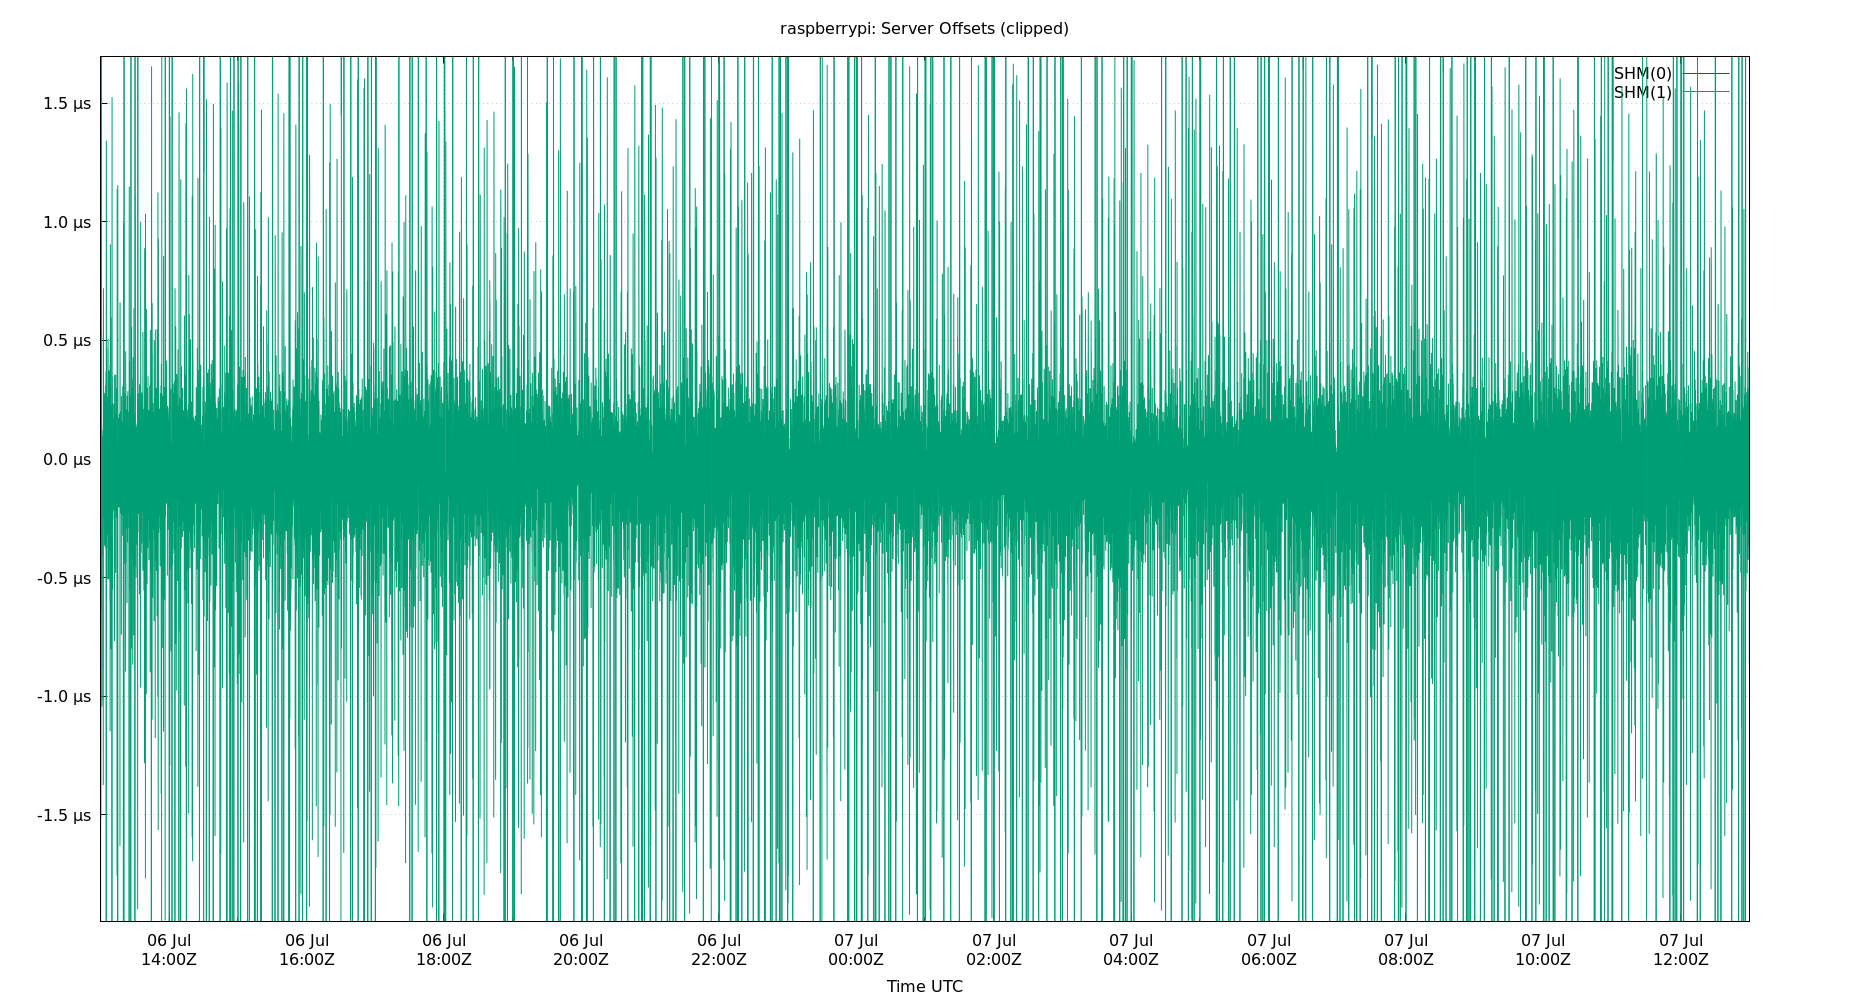 raspberrypi: Server Offsets (clipped)
SHM(0)
SHM(1)
1.5 µs
1.0 µs
0.5 µs
0.0 µs
-0.5 µs
-1.0 µs
-1.5 µs
06 Jul 06 Jul 06 Jul 06 Jul 06 Jul 07 Jul 07 Jul 07 Jul 07 Jul 07 Jul 07 Jul 07 Jul
14:00Z 16:00Z 18:00Z 20:00Z 22:00Z 00:00Z 02:00Z 04:00Z 06:00Z 08:00Z 10:00Z 12:00Z
Time UTC